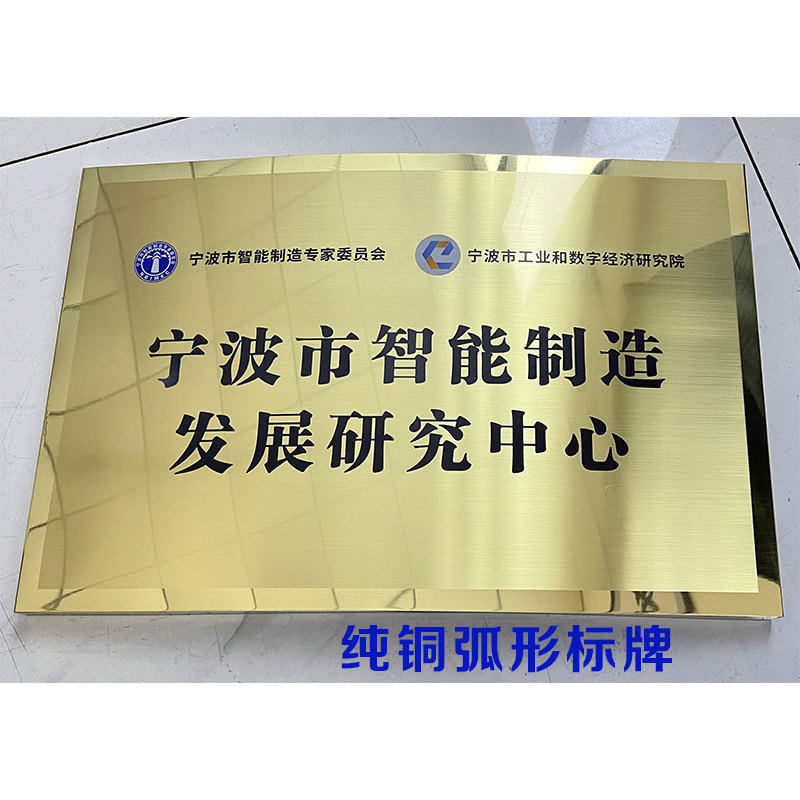 宁波市智能制造专家委员会 宁波市工业和数字经济研究院
宁波市智能制造
发展研究中心
纯铜弧形标牌